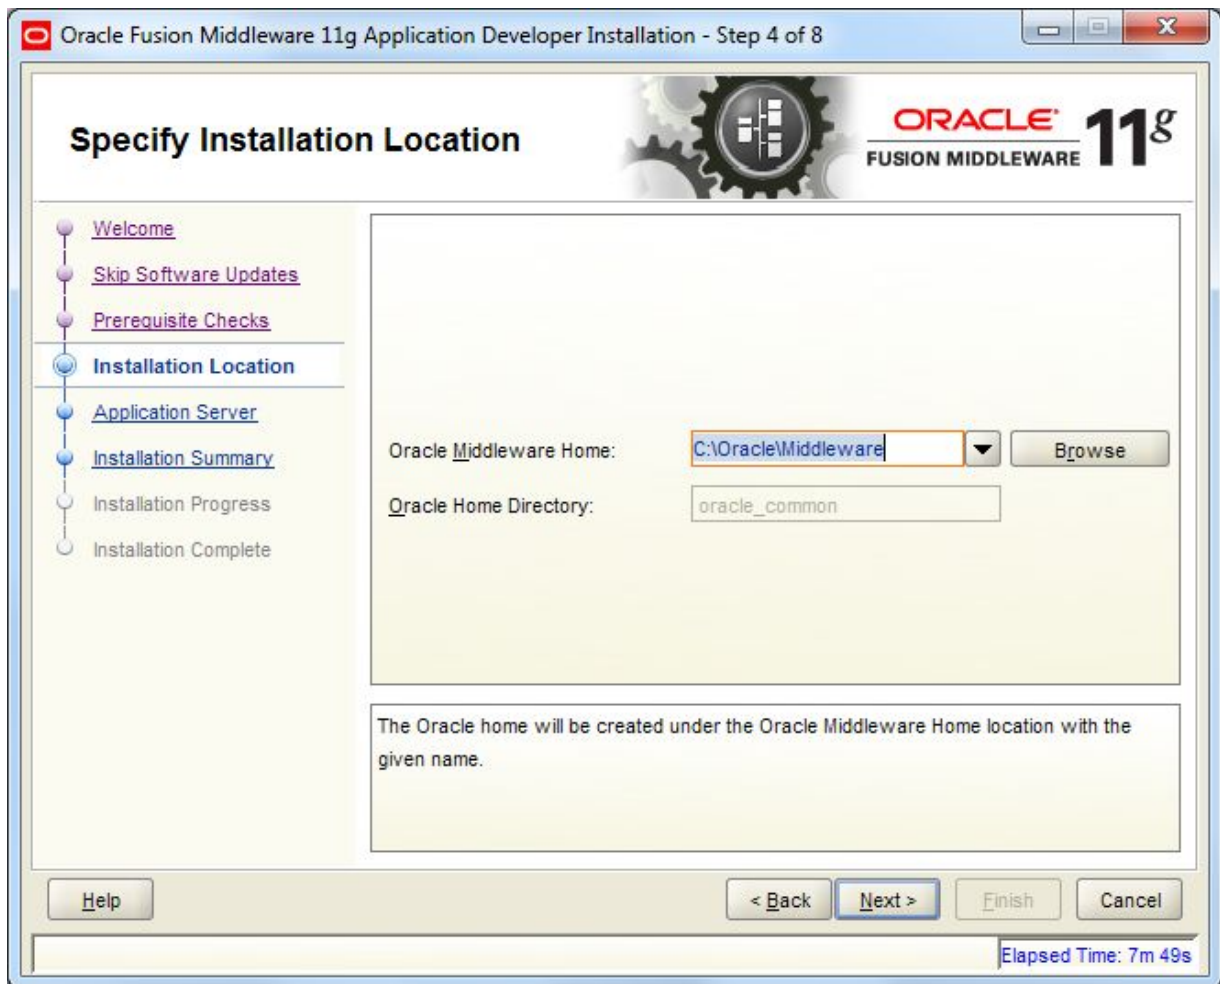 Oracle Fusion Middleware 11g Application Developer Installation - Step 4 of 8
Specify Installation Location
ORACLE
FUSION MIDDLEWARE
11g
Welcome
Skip Software Updates
Prerequisite Checks
Installation Location
Application Server
Installation Summary
Installation Progress
Installation Complete
Oracle Middleware Home:
C:\Oracle\Middleware
Browse
Oracle Home Directory:
oracle_common
The Oracle home will be created under the Oracle Middleware Home location with the
given name.
Help
< Back
Next >
Finish
Cancel
Elapsed Time: 7m 49s